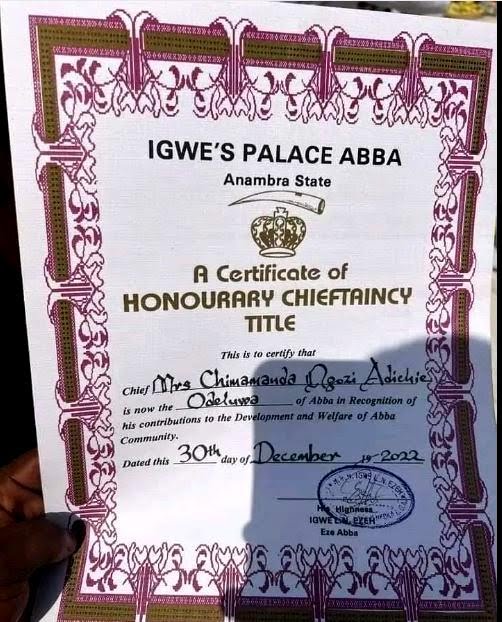 IGWE'S PALACE ABBA
Anambra State
A Certificate of
HONOURARY CHIEFTAINCY
TITLE
This is to certify that
Chief Mrs Chimamanda Ngozi Adichie
is now the Odeluwa of Abba in Recognition of
his contributions to the Development and Welfare of Abba
Community.
Dated this 30th day of December 19 2022
His Highness
IGWE L.N. EZEH
Eze Abba